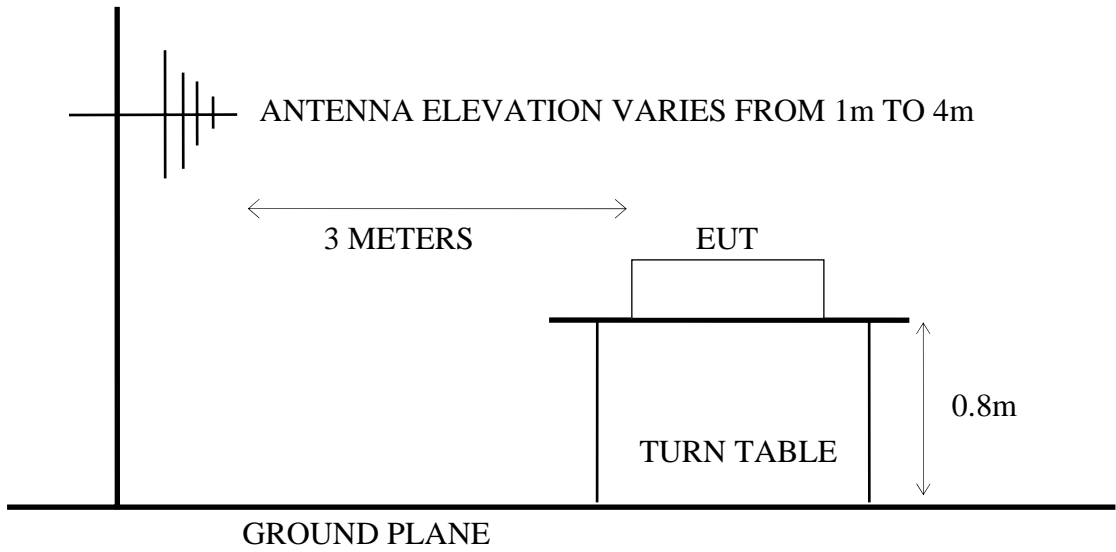 ANTENNA ELEVATION VARIES FROM 1m TO 4m
3 METERS
EUT
0.8m
TURN TABLE
GROUND PLANE